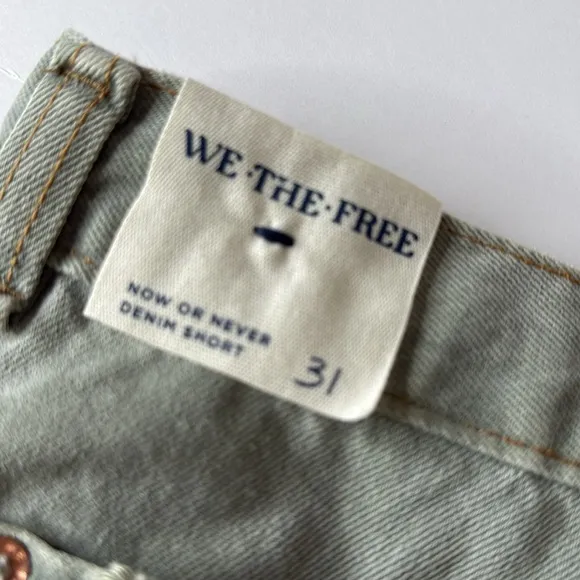 WE•THE•FREE
NOW OR NEVER
DENIM SHORT
31